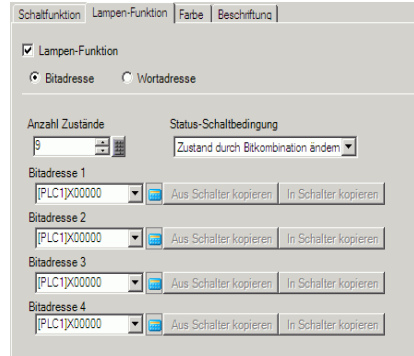 Schaltfunktion Lampen-Funktion Farbe Beschriftung
Lampen-Funktion
Bitadresse Wortadresse
Anzahl Zustände Status-Schaltbedingung
9 Zustand durch Bitkombination ändern
Bitadresse 1
[PLC1]X00000 Aus Schalter kopieren In Schalter kopieren
Bitadresse 2
[PLC1]X00000 Aus Schalter kopieren In Schalter kopieren
Bitadresse 3
[PLC1]X00000 Aus Schalter kopieren In Schalter kopieren
Bitadresse 4
[PLC1]X00000 Aus Schalter kopieren In Schalter kopieren